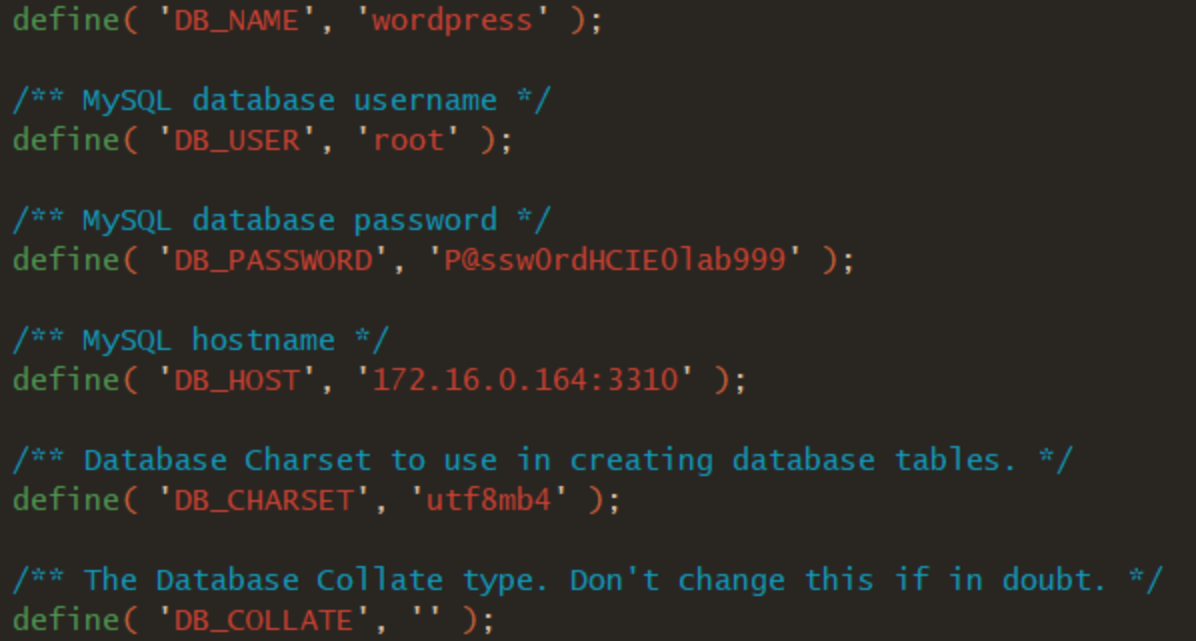 define( 'DB_NAME', 'wordpress' );
/** MySQL database username */
define( 'DB_USER', 'root' );
/** MySQL database password */
define( 'DB_PASSWORD', 'P@ssw0rdHCIE0lab999' );
/** MySQL hostname */
define( 'DB_HOST', '172.16.0.164:3310' );
/** Database Charset to use in creating database tables. */
define( 'DB_CHARSET', 'utf8mb4' );
/** The Database Collate type. Don't change this if in doubt. */
define( 'DB_COLLATE', '' );